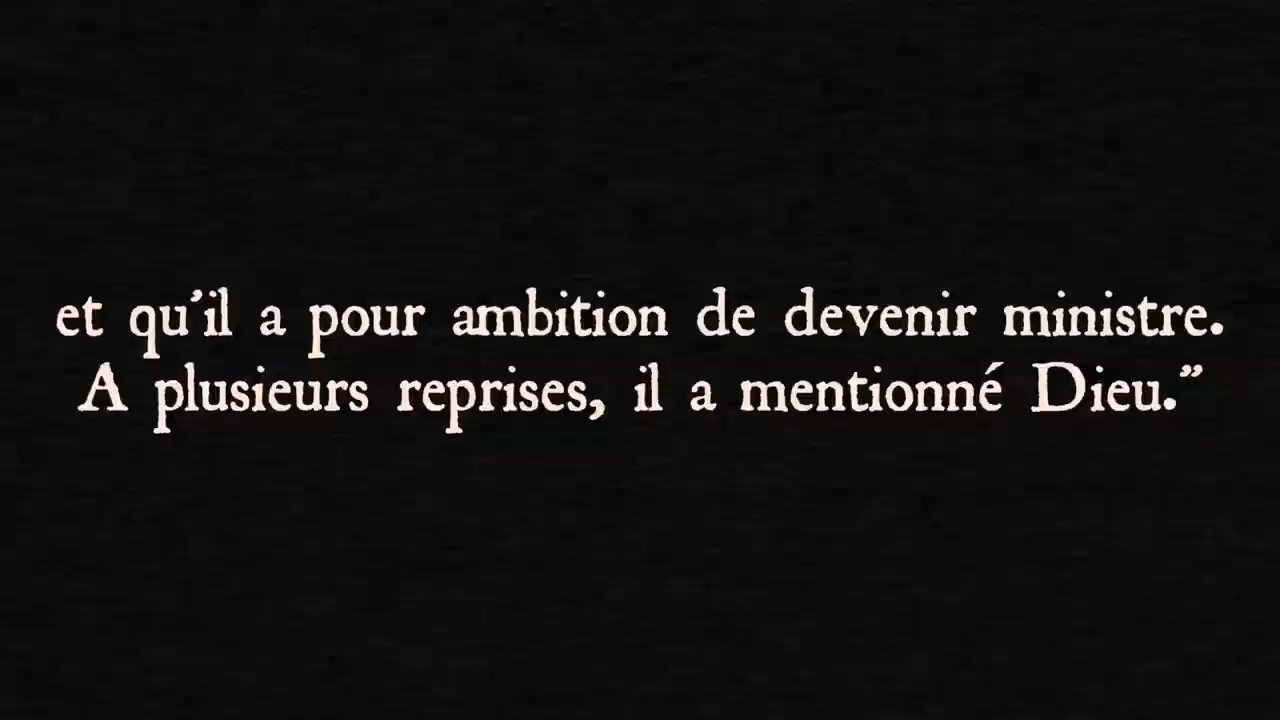 et qu'il a pour ambition de devenir ministre.
A plusieurs reprises, il a mentionné Dieu.”